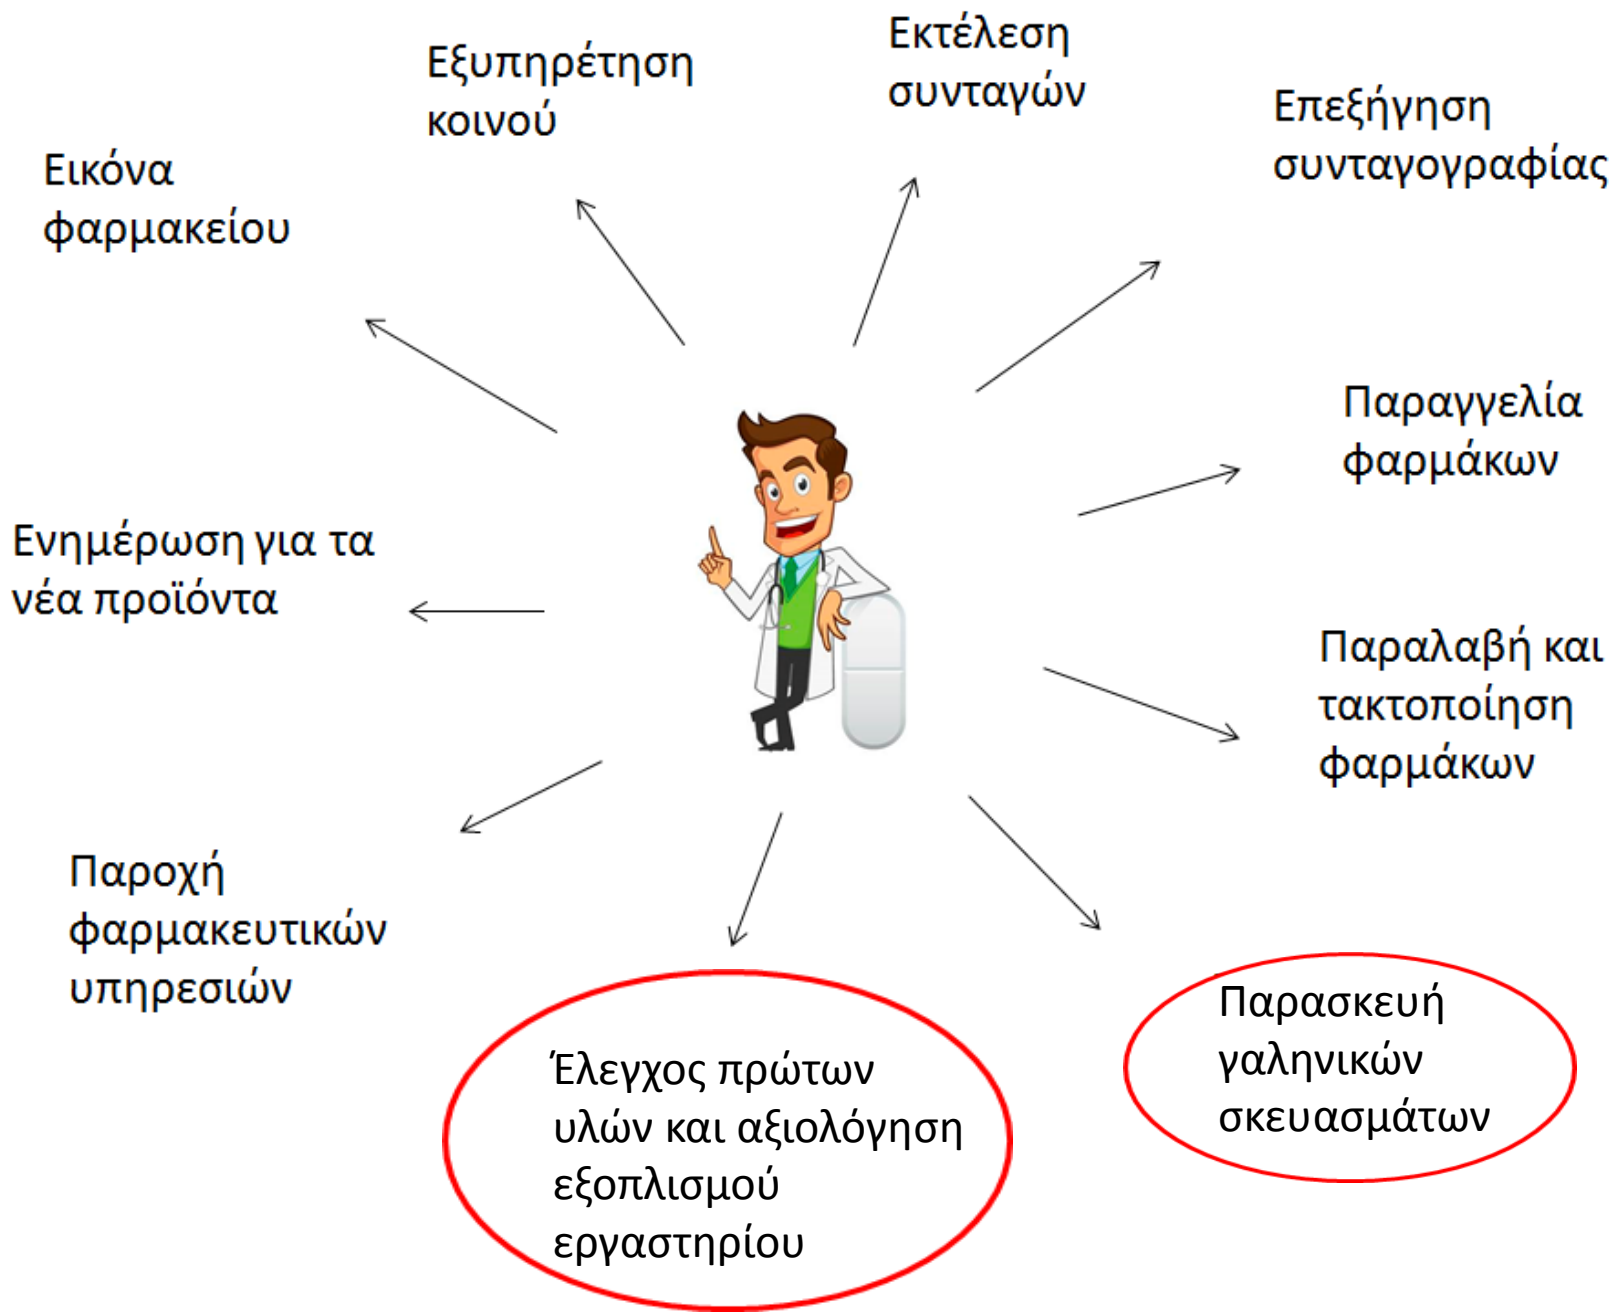 Εξυπηρέτηση
κοινού
Εκτέλεση
συνταγών
Επεξήγηση
συνταγογραφίας
Εικόνα
φαρμακείου
Παραγγελία
φαρμάκων
Ενημέρωση για τα
νέα προϊόντα
Παραλαβή και
τακτοποίηση
φαρμάκων
Παροχή
φαρμακευτικών
υπηρεσιών
Έλεγχος πρώτων
υλών και αξιολόγηση
εξοπλισμού
εργαστηρίου
Παρασκευή
γαληνικών
σκευασμάτων